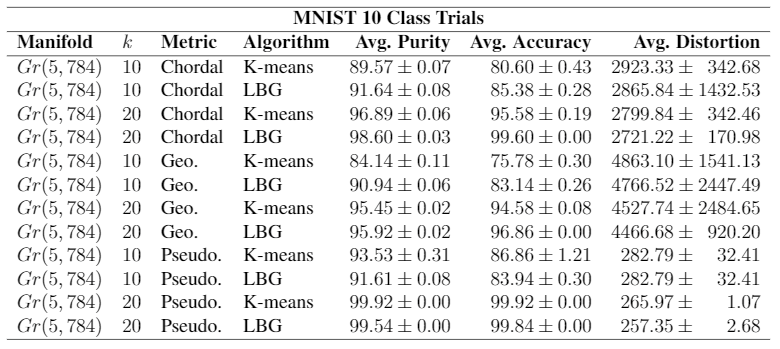 MNIST 10 Class Trials
Manifold k Metric Algorithm Avg. Purity Avg. Accuracy Avg. Distortion
Gr(5, 784) 10 Chordal K-means 89.57 ± 0.07 80.60 ± 0.43 2923.33 ± 342.68
Gr(5, 784) 10 Chordal LBG 91.64 ± 0.08 85.38 ± 0.28 2865.84 ± 1432.53
Gr(5, 784) 20 Chordal K-means 96.89 ± 0.06 95.58 ± 0.19 2799.84 ± 342.46
Gr(5, 784) 20 Chordal LBG 98.60 ± 0.03 99.60 ± 0.00 2721.22 ± 170.98
Gr(5, 784) 10 Geo. K-means 84.14 ± 0.11 75.78 ± 0.30 4863.10 ± 1541.13
Gr(5, 784) 10 Geo. LBG 90.94 ± 0.06 83.14 ± 0.26 4766.52 ± 2447.49
Gr(5, 784) 20 Geo. K-means 95.45 ± 0.02 94.58 ± 0.08 4527.74 ± 2484.65
Gr(5, 784) 20 Geo. LBG 95.92 ± 0.02 96.86 ± 0.00 4466.68 ± 920.20
Gr(5, 784) 10 Pseudo. K-means 93.53 ± 0.31 86.86 ± 1.21 282.79 ± 32.41
Gr(5, 784) 10 Pseudo. LBG 91.61 ± 0.08 83.94 ± 0.30 282.79 ± 32.41
Gr(5, 784) 20 Pseudo. K-means 99.92 ± 0.00 99.92 ± 0.00 265.97 ± 1.07
Gr(5, 784) 20 Pseudo. LBG 99.54 ± 0.00 99.84 ± 0.00 257.35 ± 2.68